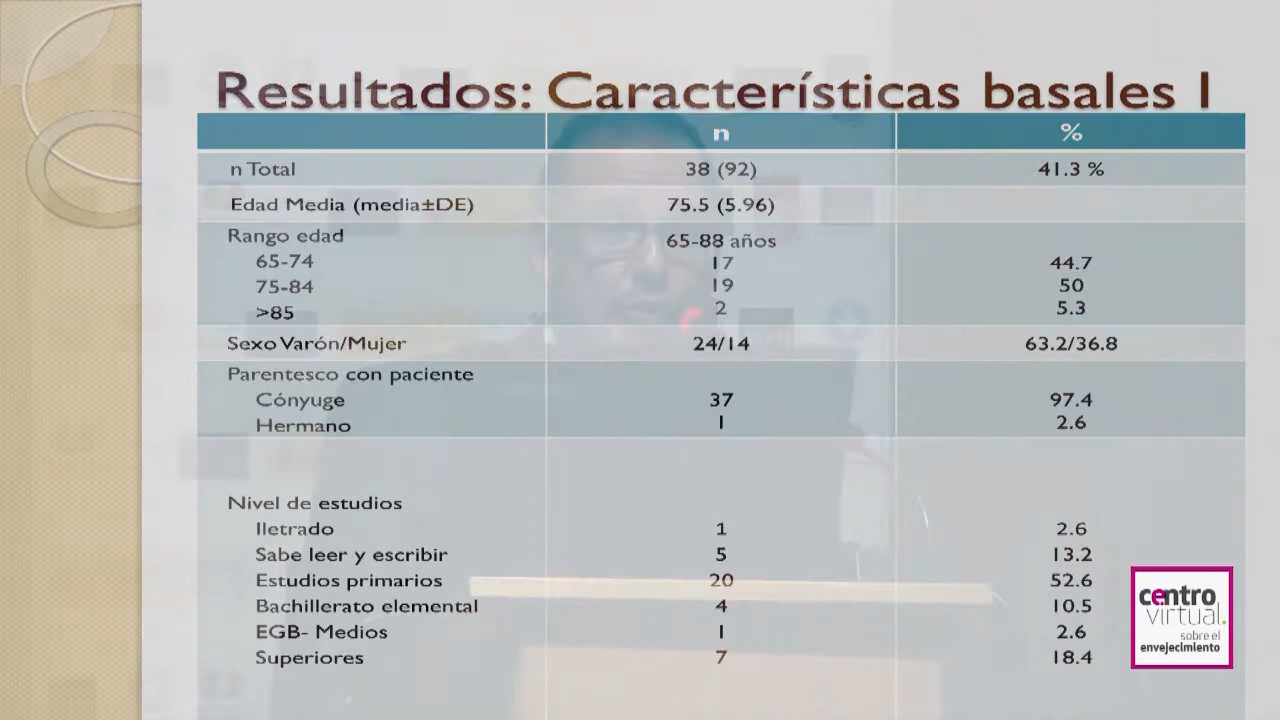 Resultados: Características basales I
n %
n Total 38 (92) 41.3 %
Edad Media (media±DE) 75.5 (5.96)
Rango edad 65-88 años
65-74 17 44.7
75-84 19 50
>85 2 5.3
Sexo Varón/Mujer 24/14 63.2/36.8
Parentesco con paciente
Cónyuge 37 97.4
Hermano 1 2.6
Nivel de estudios
Iletrado 1 2.6
Sabe leer y escribir 5 13.2
Estudios primarios 20 52.6
Bachillerato elemental 4 10.5
EGB- Medios 1 2.6
Superiores 7 18.4
centro
virtual.
sobre el
envejecimiento